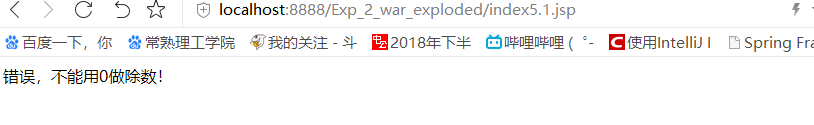 localhost:8888/Exp_2_war_exploded/index5.1.jsp
百度一下，你 常熟理工学院 我的关注 - 斗 2018年下半 哔哩哔哩 ( ゜- 使用IntelliJ I Spring Fra
错误，不能用0做除数！